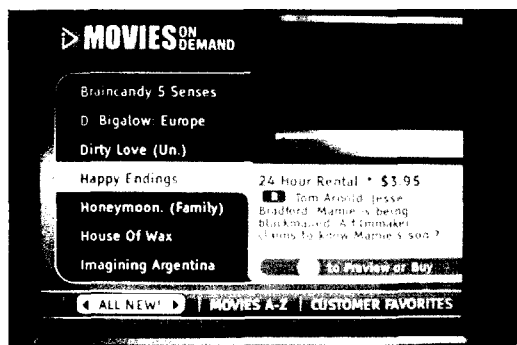 MOVIES ON DEMAND
Braincandy 5 Senses
D. Bigalow: Europe
Dirty Love (Un.)
Happy Endings
Honeymoon. (Family)
House Of Wax
Imagining Argentina
24 Hour Rental * $3.95
R Tom Arnold, Jesse
Bradford. Mamie is being
blackmailed. A filmmaker
claims to know Mamie's son ?
to Preview or Buy
ALL NEW! | MOVIES A-Z | CUSTOMER FAVORITES